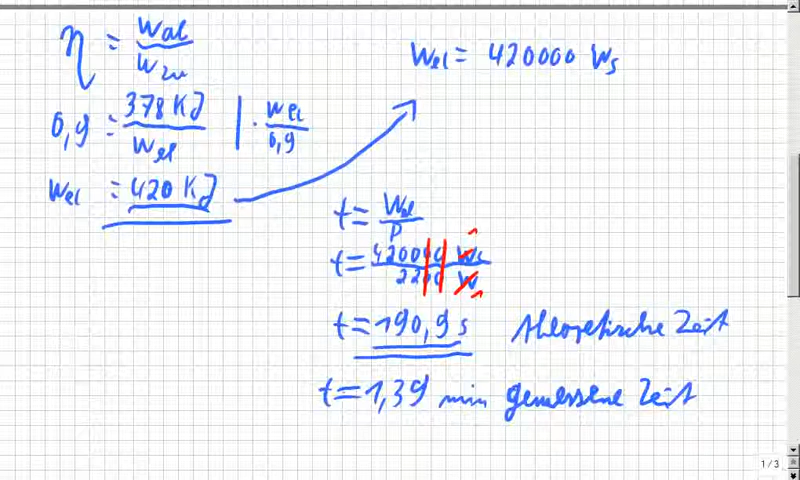 η = Wab / Wzu
0,9 = 378 KJ / Wel | · Wel / 0,9
Wel = 420 KJ
Wel = 420000 Ws
t = Wel / P
t = 420000 Ws / 2200 W
t = 190,9 s theoretische Zeit
t = 1,39 min gemessene Zeit
1/3